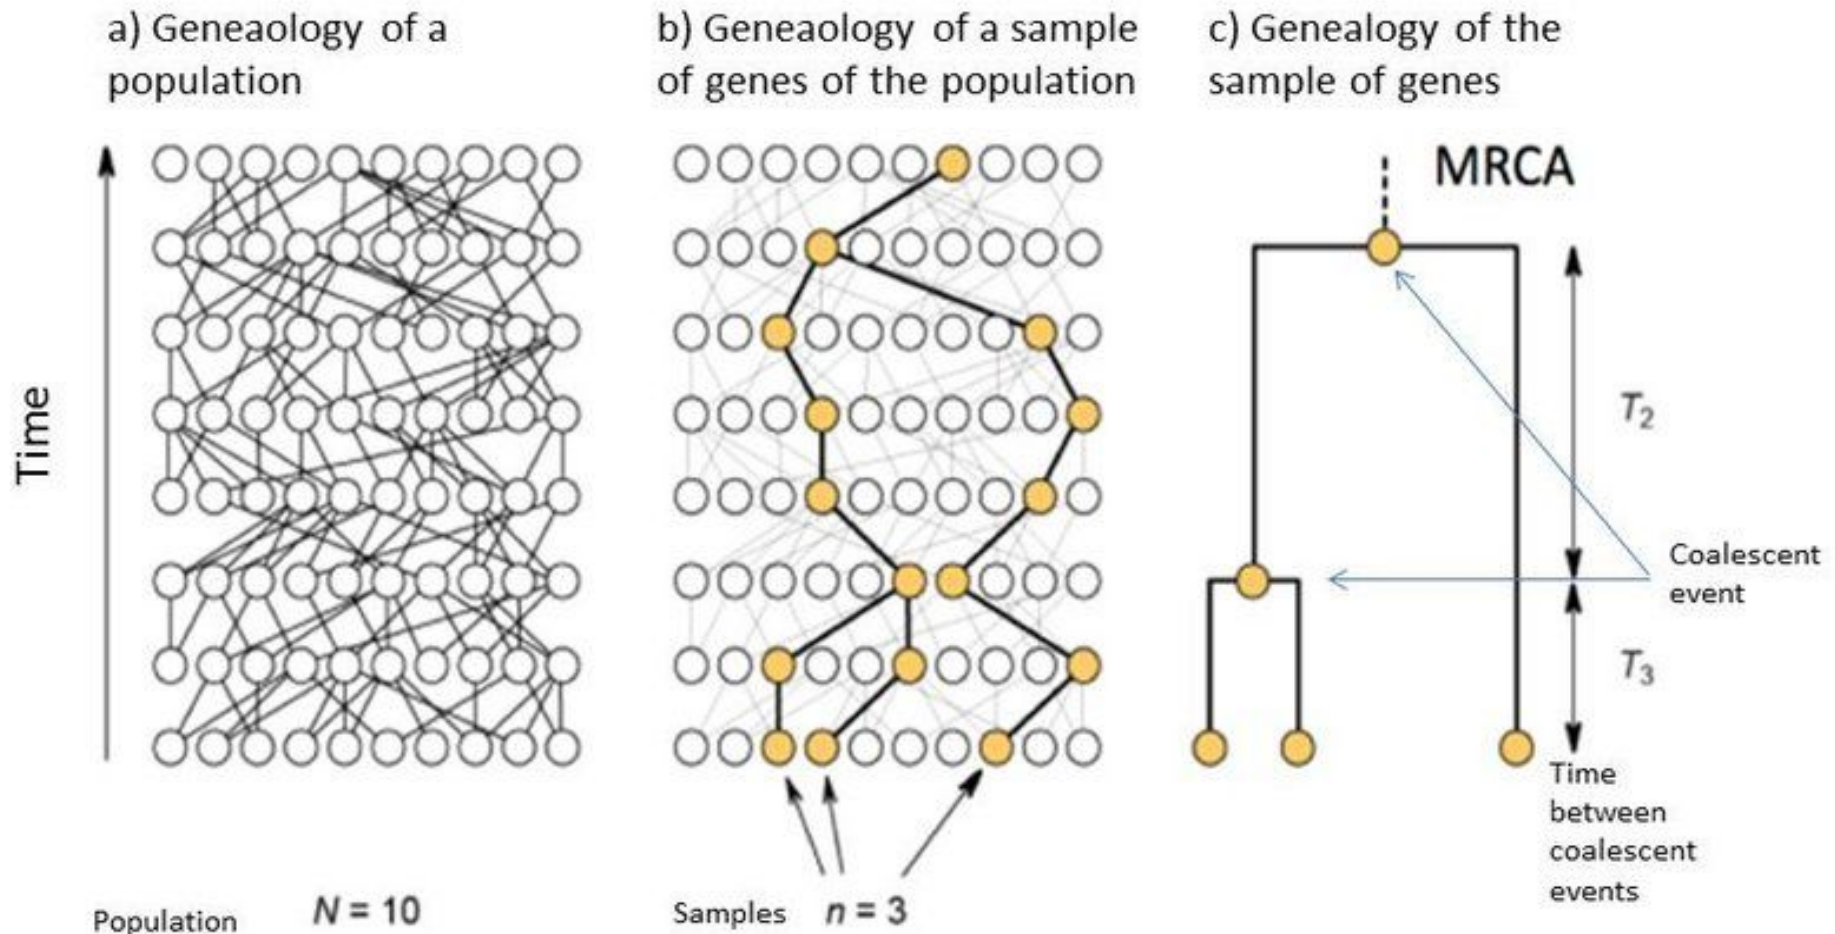 a) Geneaology of a
population
b) Geneaology of a sample
of genes of the population
c) Genealogy of the
sample of genes
MRCA
Time
T2
Coalescent
event
T3
Time
between
coalescent
events
Population N = 10
Samples n = 3